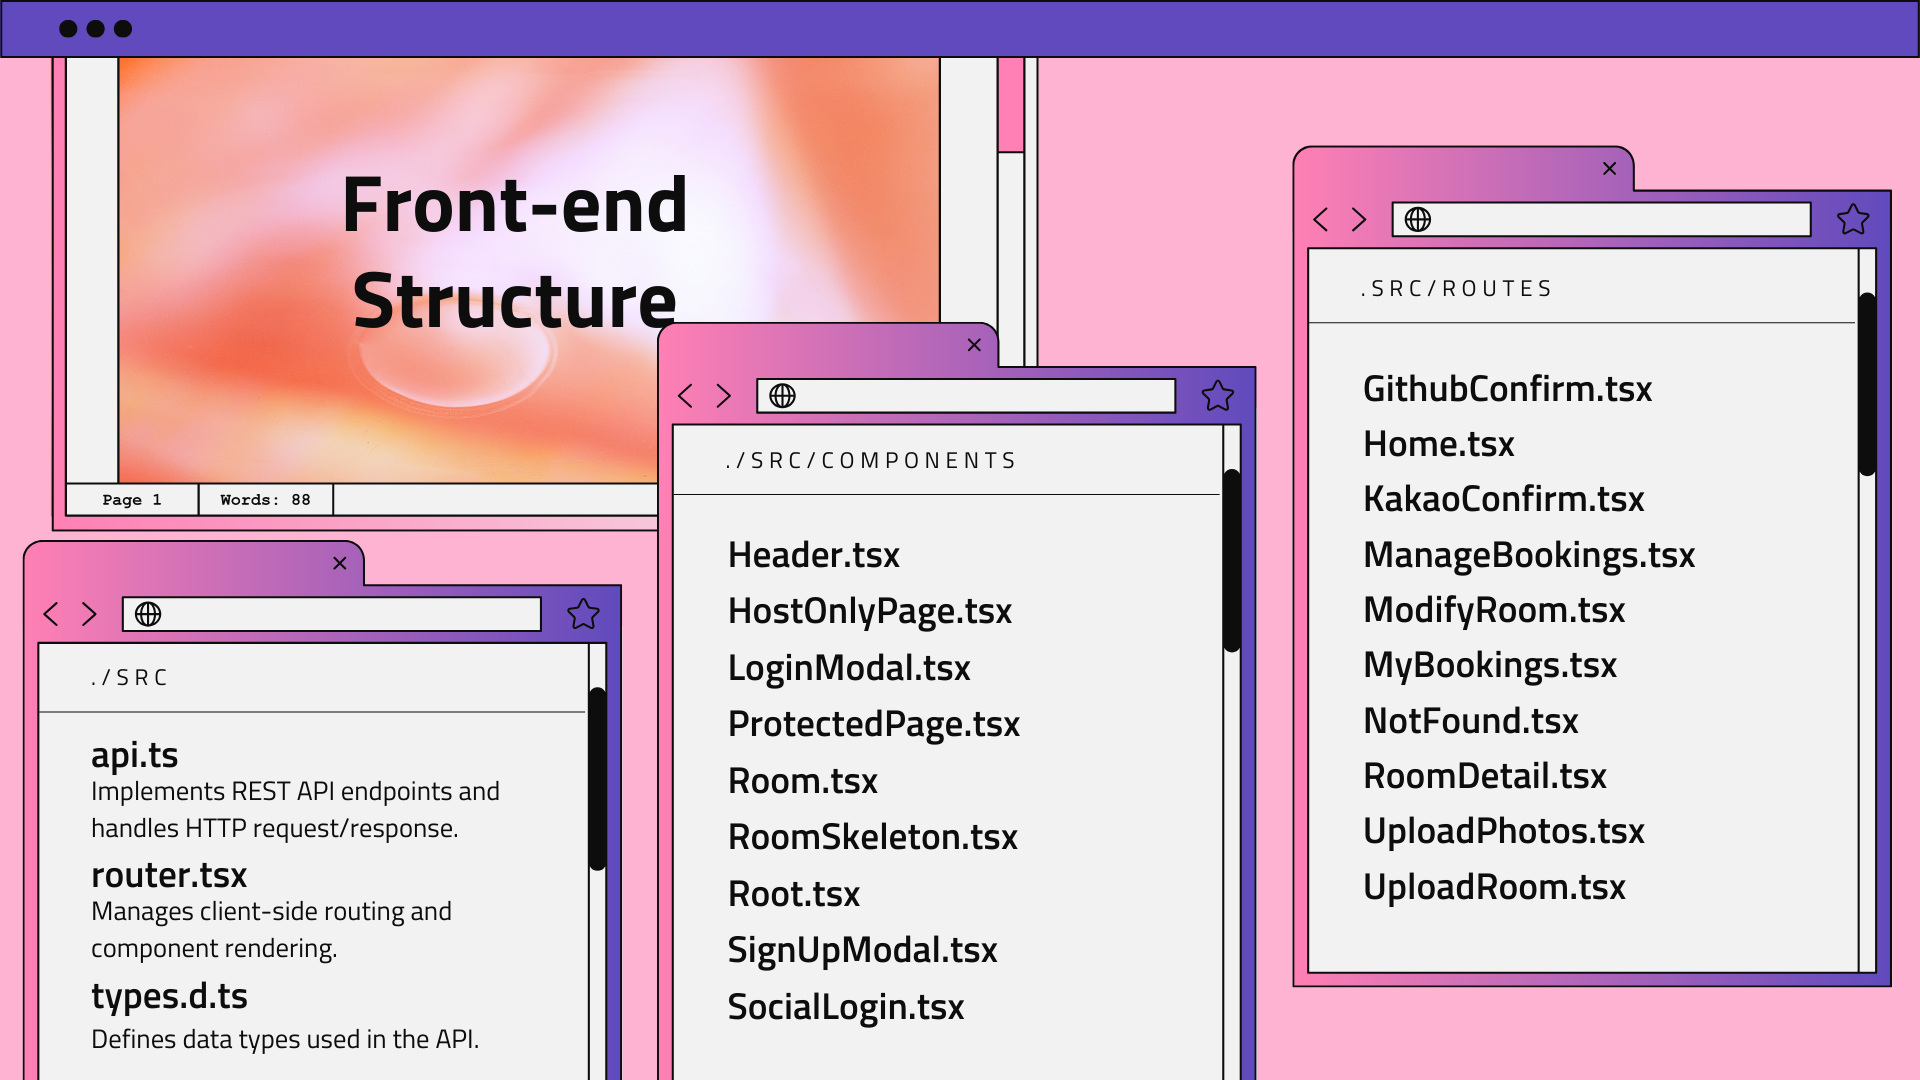 Front-end
Structure
Page 1
Words: 88
./SRC
api.ts
Implements REST API endpoints and
handles HTTP request/response.
router.tsx
Manages client-side routing and
component rendering.
types.d.ts
Defines data types used in the API.
./SRC/COMPONENTS
Header.tsx
HostOnlyPage.tsx
LoginModal.tsx
ProtectedPage.tsx
Room.tsx
RoomSkeleton.tsx
Root.tsx
SignUpModal.tsx
SocialLogin.tsx
.SRC/ROUTES
GithubConfirm.tsx
Home.tsx
KakaoConfirm.tsx
ManageBookings.tsx
ModifyRoom.tsx
MyBookings.tsx
NotFound.tsx
RoomDetail.tsx
UploadPhotos.tsx
UploadRoom.tsx